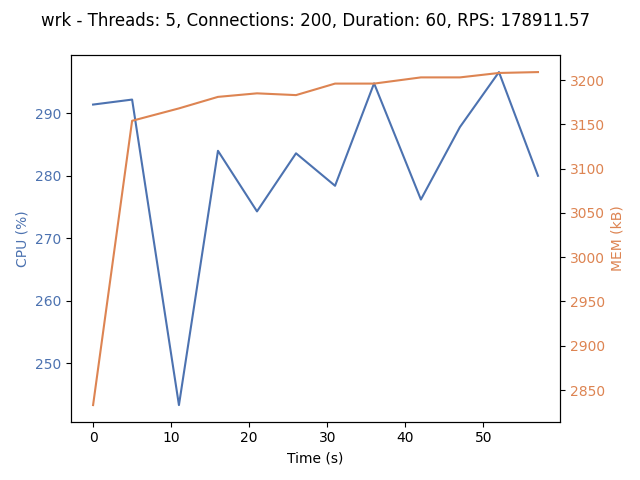 wrk - Threads: 5, Connections: 200, Duration: 60, RPS: 178911.57
CPU (%)
290
280
270
260
250
3200
3150
3100
3050
3000
2950
2900
2850
MEM (kB)
0 10 20 30 40 50
Time (s)